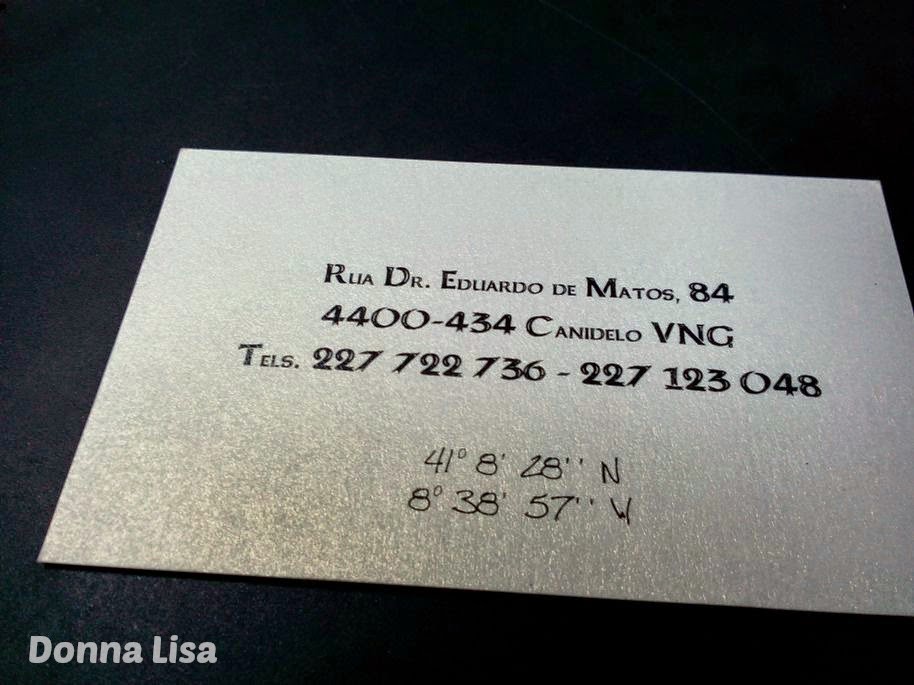 Rua Dr. Eduardo de Matos, 84
4400-434 Canidelo VNG
Tels. 227 722 736 - 227 123 048
41° 8' 28'' N
8° 38' 57'' W
Donna Lisa